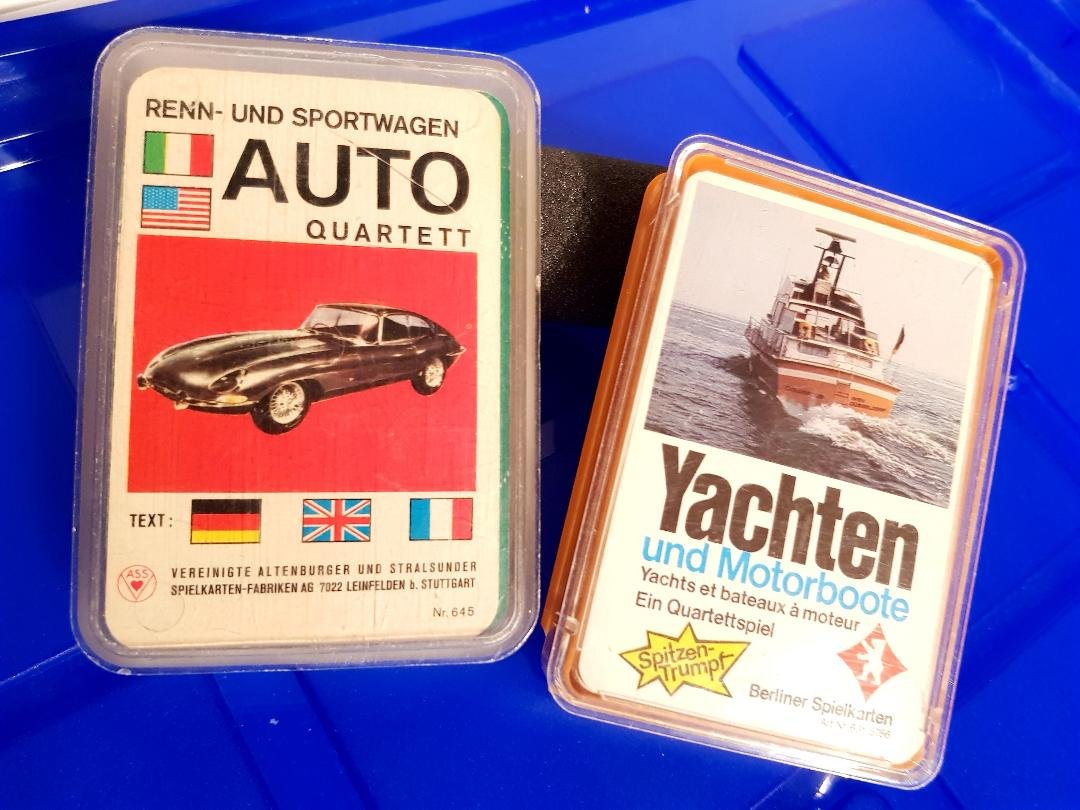 RENN- UND SPORTWAGEN
AUTO
QUARTETT
TEXT:
ASS
VEREINIGTE ALTENBURGER UND STRALSUNDER
SPIELKARTEN-FABRIKEN AG 7022 LEINFELDEN b. STUTTGART
Nr. 645
Yachten
und Motorboote
Yachts et bateaux à moteur
Ein Quartettspiel
Spitzen-
Trumpf
Berliner Spielkarten